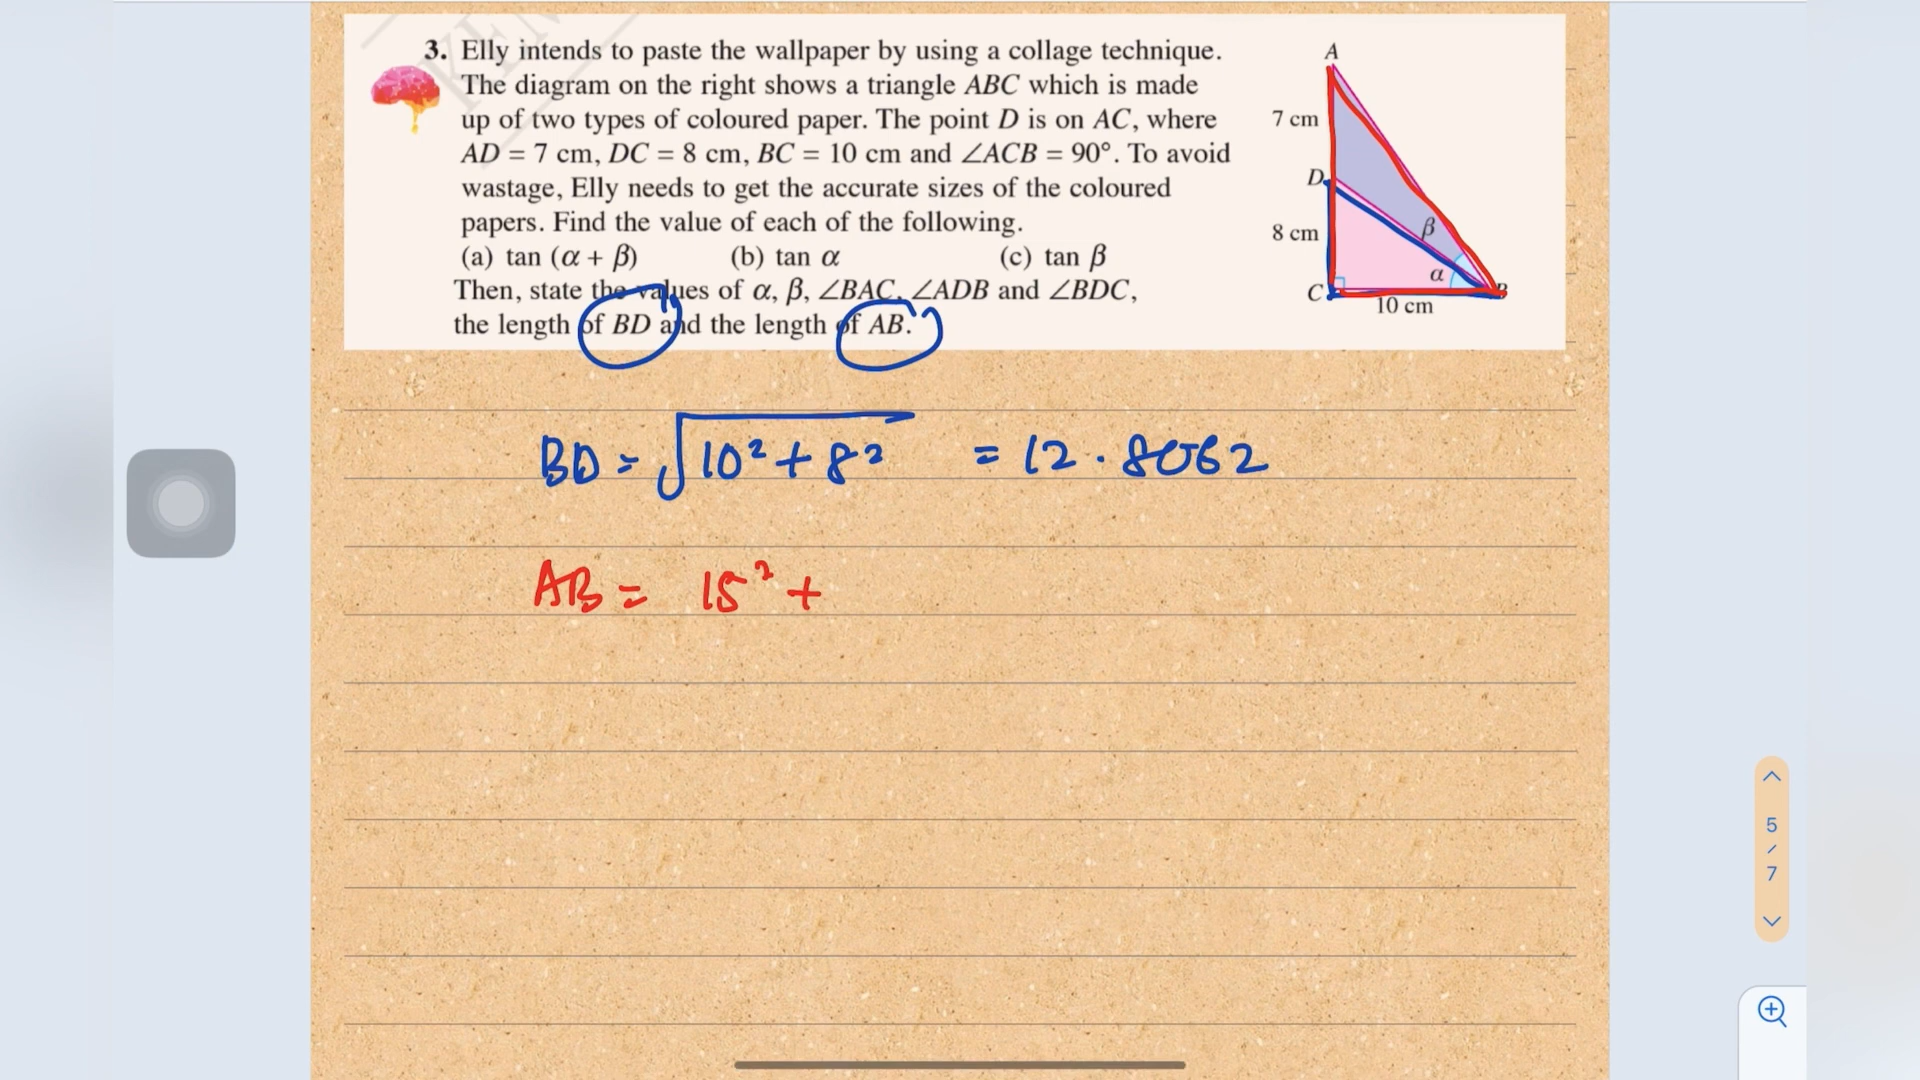 3. Elly intends to paste the wallpaper by using a collage technique.
The diagram on the right shows a triangle ABC which is made
up of two types of coloured paper. The point D is on AC, where
AD = 7 cm, DC = 8 cm, BC = 10 cm and ∠ACB = 90°. To avoid
wastage, Elly needs to get the accurate sizes of the coloured
papers. Find the value of each of the following.
(a) tan (α + β) (b) tan α (c) tan β
Then, state the values of α, β, ∠BAC, ∠ADB and ∠BDC,
the length of BD and the length of AB.
A
7 cm
D
8 cm
β
α
C
B
10 cm
BD = √10² + 8² = 12.8062
AB = 15² +
5
/
7